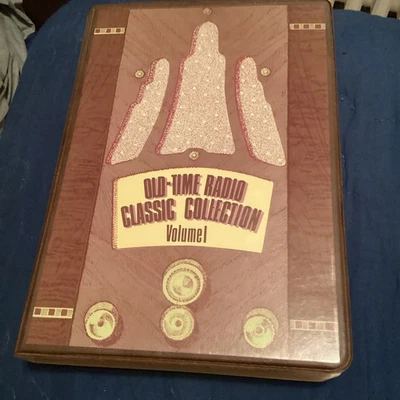 OLD-TIME RADIO
CLASSIC COLLECTION
Volume I